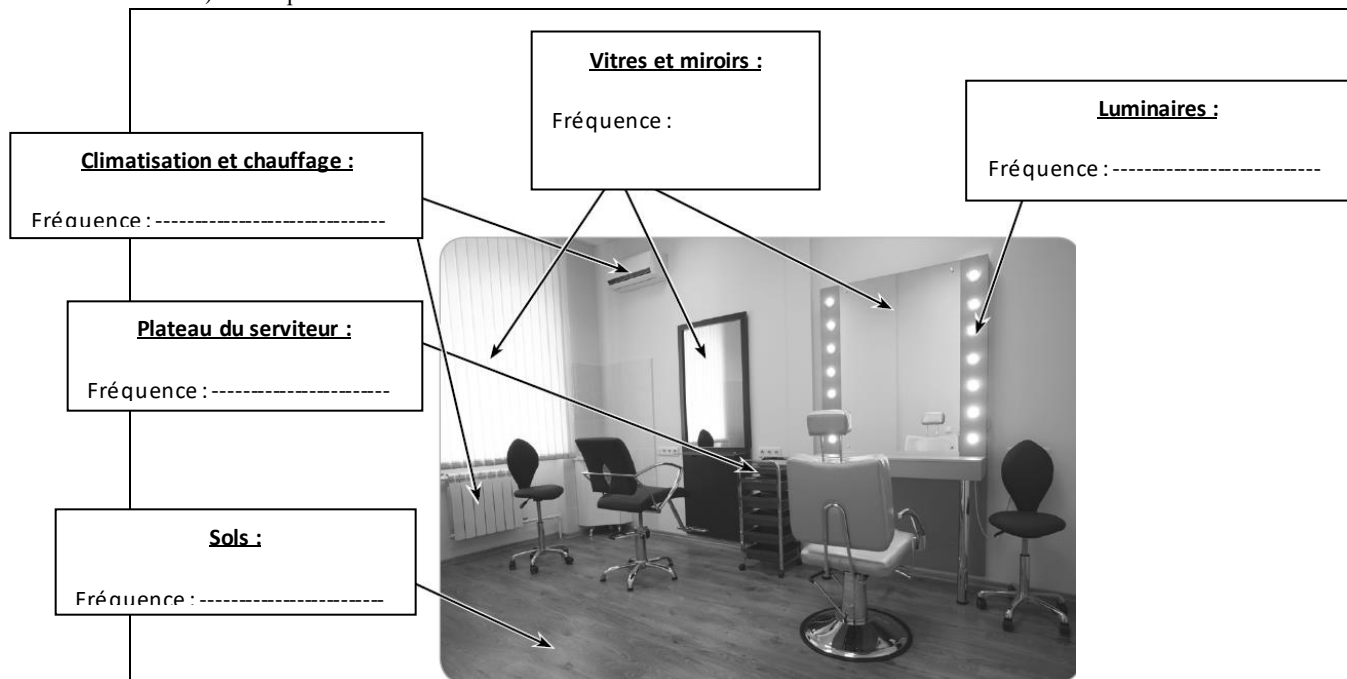 Vitres et miroirs :
Fréquence :
Luminaires :
Fréquence : -----------------------------
Climatisation et chauffage :
Fréquence : --------------------------------
Plateau du serviteur :
Fréquence : -------------------------
Sols :
Fréquence : --------------------------